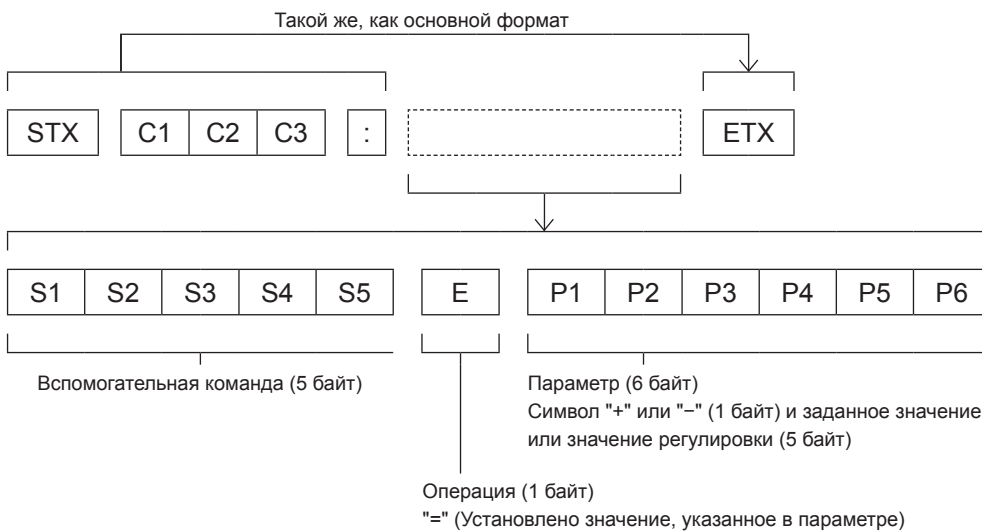 Такой же, как основной формат
STX C1 C2 C3 : ETX
S1 S2 S3 S4 S5 E P1 P2 P3 P4 P5 P6
Вспомогательная команда (5 байт)
Параметр (6 байт)
Символ "+" или "−" (1 байт) и заданное значение
или значение регулировки (5 байт)
Операция (1 байт)
"=" (Установлено значение, указанное в параметре)